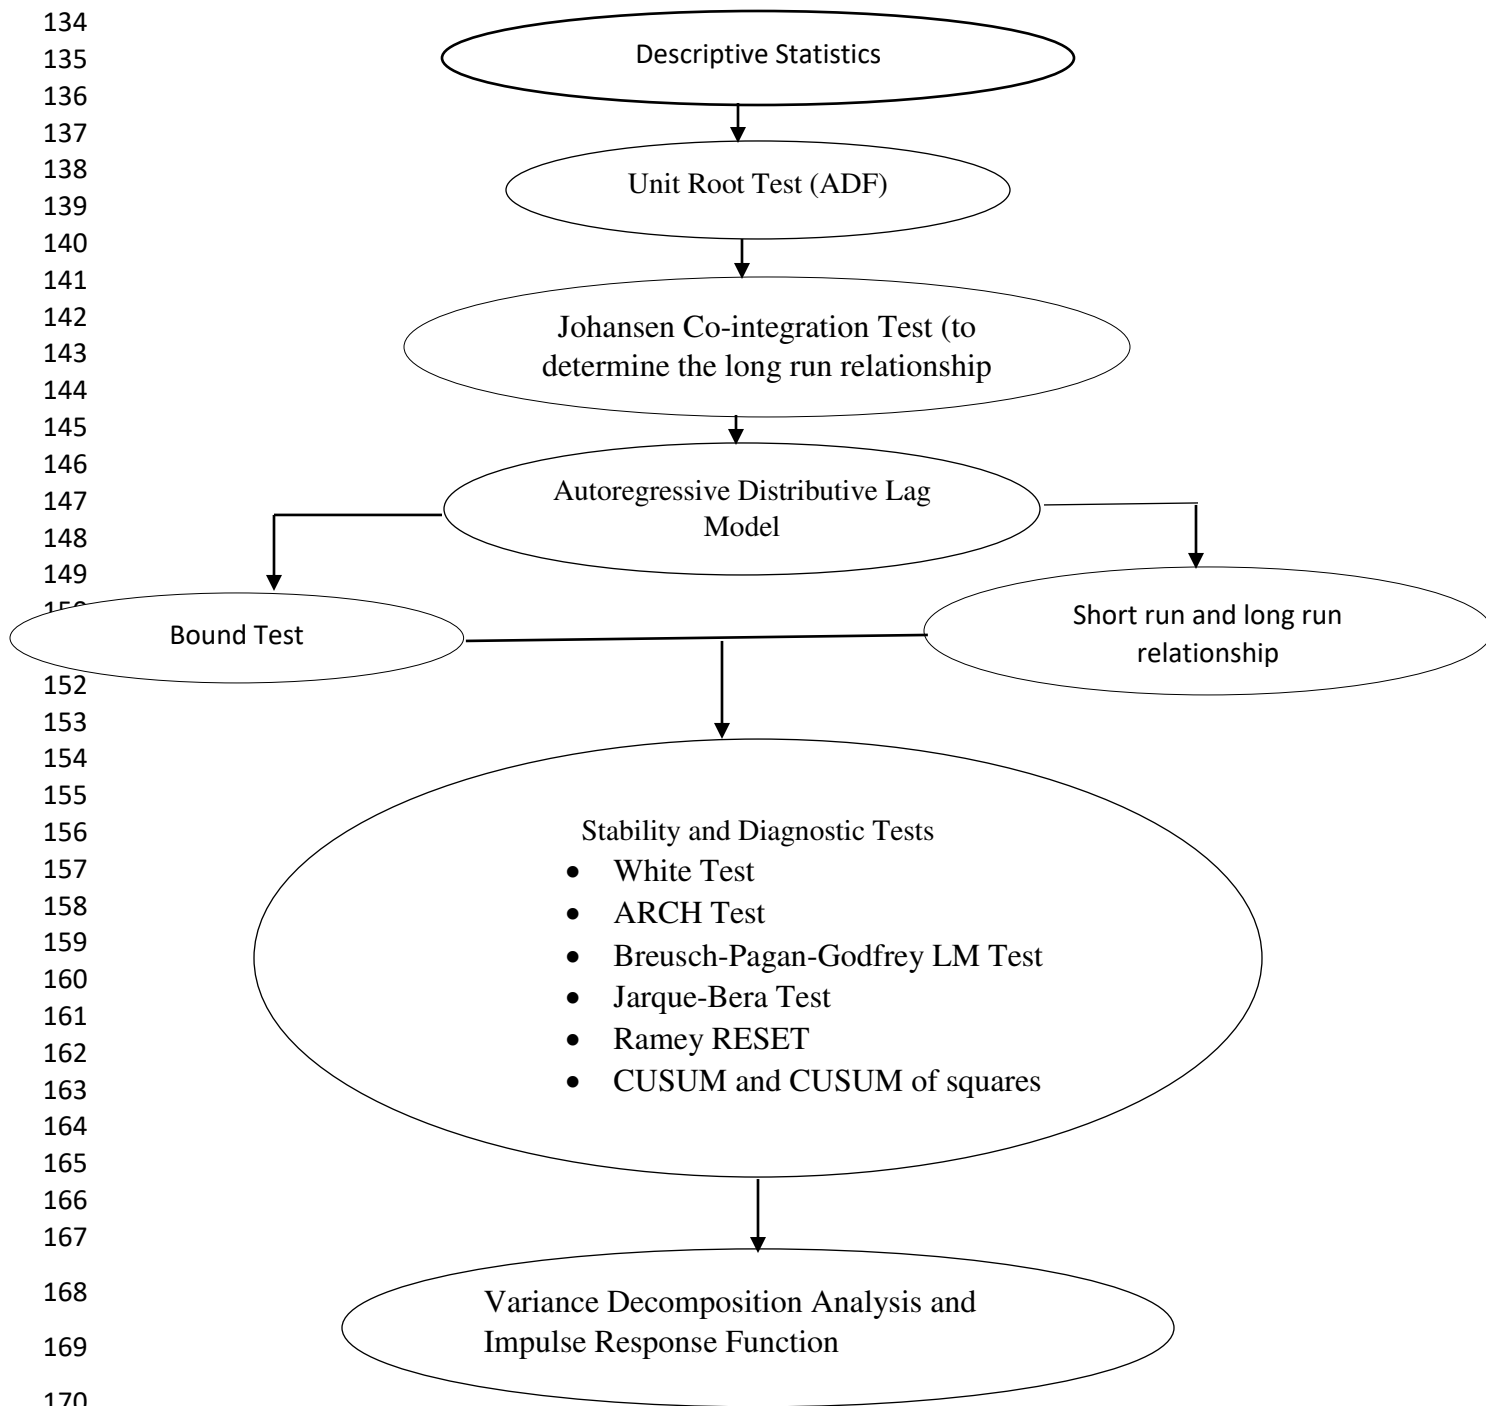 134
135
Descriptive Statistics
136
137
138
Unit Root Test (ADF)
139
140
141
142
Johansen Co-integration Test (to
143
determine the long run relationship
144
145
146
147
Autoregressive Distributive Lag
148
Model
149
Bound Test
Short run and long run
relationship
152
153
154
155
156
Stability and Diagnostic Tests
157
• White Test
158
• ARCH Test
159
• Breusch-Pagan-Godfrey LM Test
160
161
• Jarque-Bera Test
162
• Ramey RESET
163
• CUSUM and CUSUM of squares
164
165
166
167
168
Variance Decomposition Analysis and
169
Impulse Response Function
170